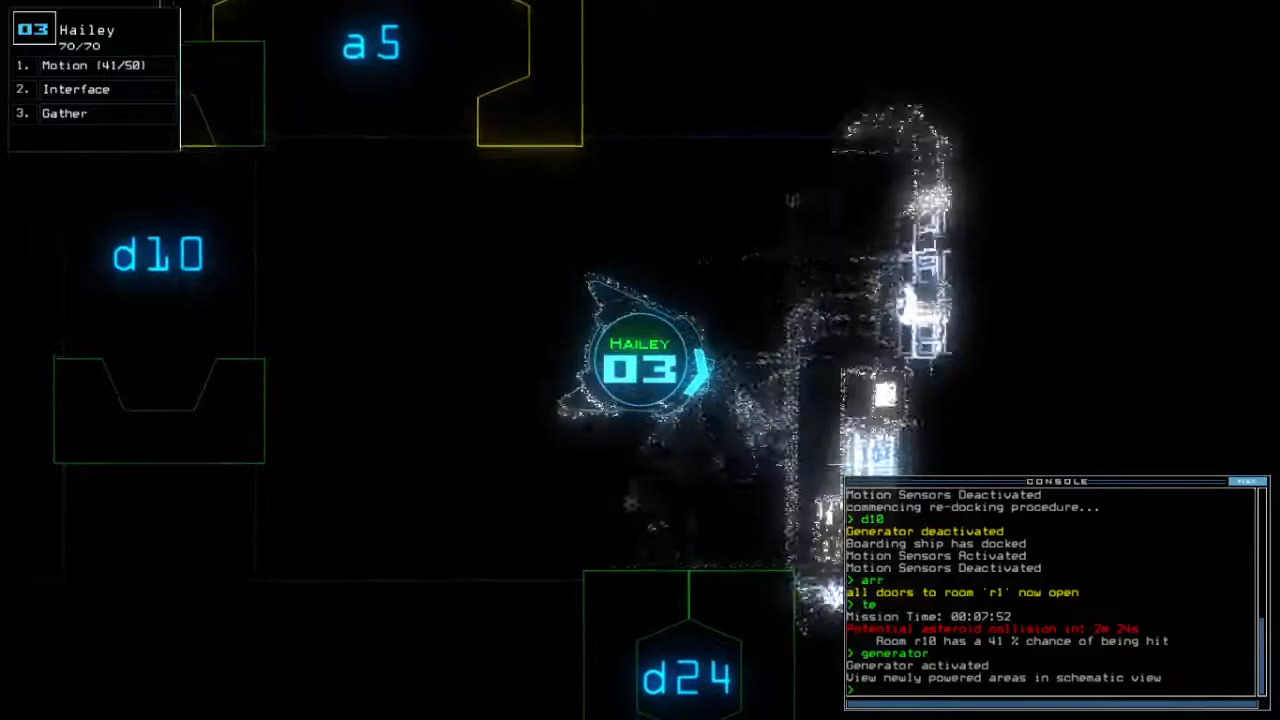 03 Hailey
70/70
1. Motion (41/50)
2. Interface
3. Gather
a5
d10
HAILEY
03
d24
CONSOLE
Motion Sensors Deactivated
commencing re-docking procedure...
> d10
Generator deactivated
Boarding ship has docked
Motion Sensors Activated
Motion Sensors Deactivated
> arr
all doors to room 'r1' now open
> te
Mission Time: 00:07:52
Potential asteroid collision in: 2m 24s
Room r10 has a 41 % chance of being hit
> generator
Generator activated
View newly powered areas in schematic view
>